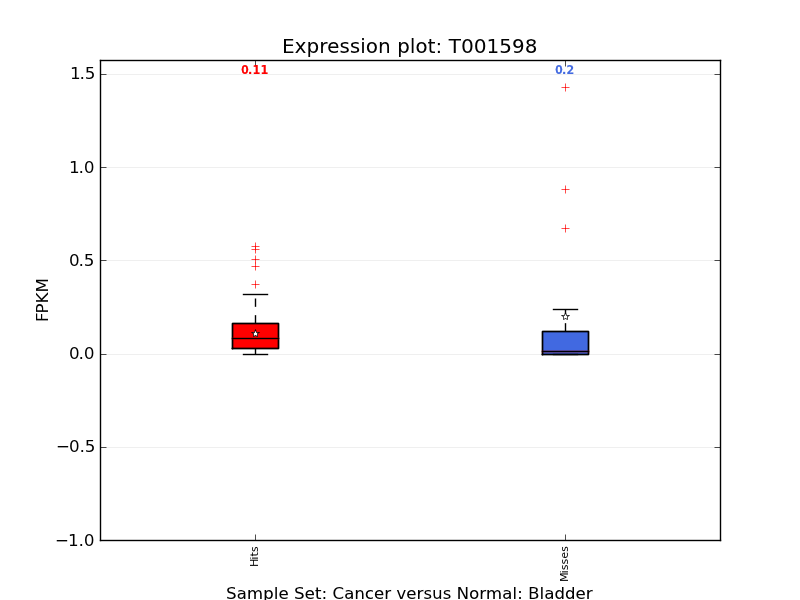 Expression plot: T001598
0.11 0.2
1.5
1.0
0.5
0.0
−0.5
−1.0
FPKM
Hits Misses
Sample Set: Cancer versus Normal: Bladder